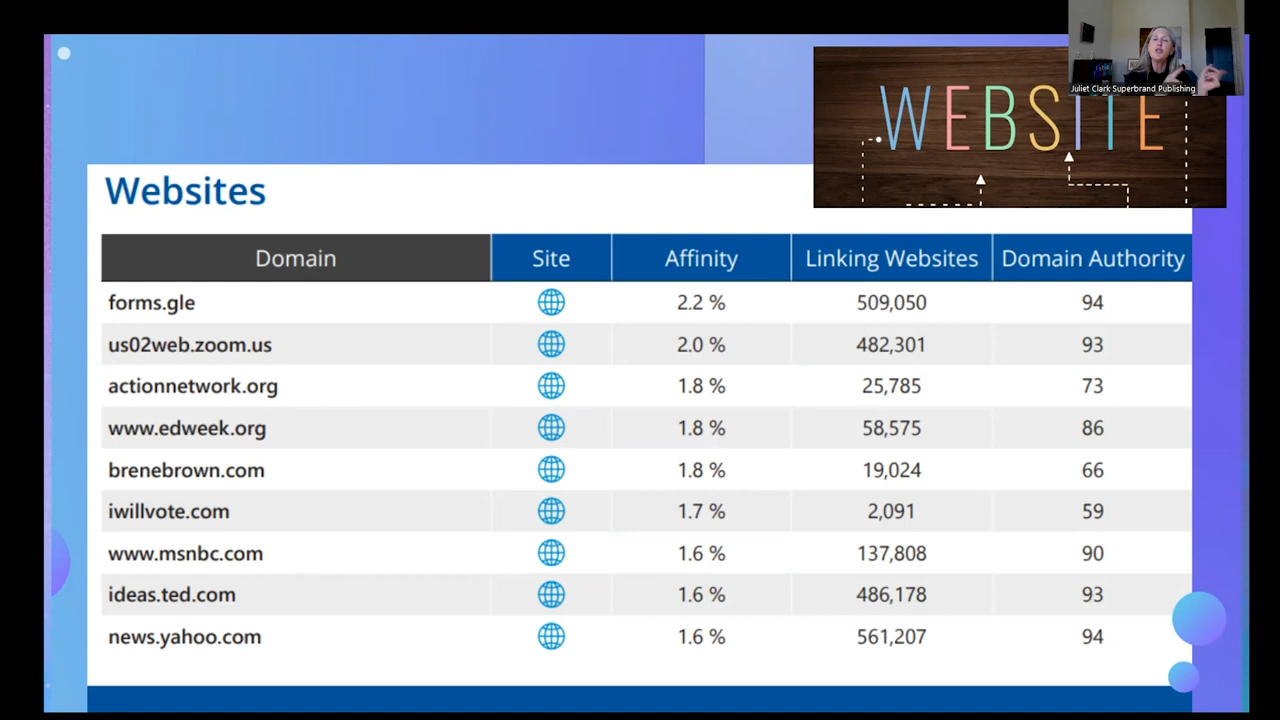 WEBSITE
Juliet Clark Superbrand Publishing
Websites
Domain Site Affinity Linking Websites Domain Authority
forms.gle 2.2 % 509,050 94
us02web.zoom.us 2.0 % 482,301 93
actionnetwork.org 1.8 % 25,785 73
www.edweek.org 1.8 % 58,575 86
brenebrown.com 1.8 % 19,024 66
iwillvote.com 1.7 % 2,091 59
www.msnbc.com 1.6 % 137,808 90
ideas.ted.com 1.6 % 486,178 93
news.yahoo.com 1.6 % 561,207 94